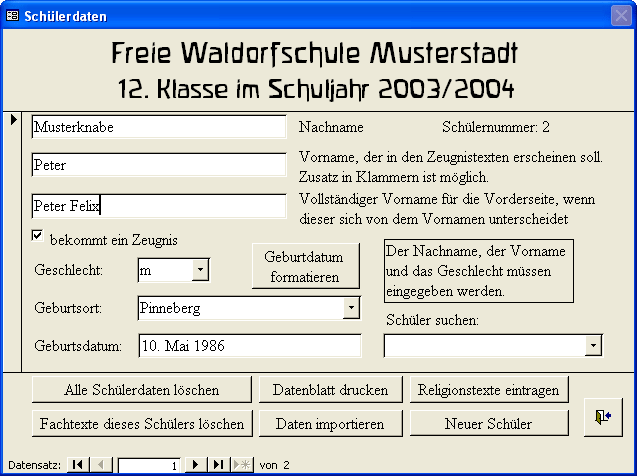 Schülerdaten
Freie Waldorfschule Musterstadt
12. Klasse im Schuljahr 2003/2004
Musterknabe
Nachname
Schülernummer: 2
Peter
Vorname, der in den Zeugnistexten erscheinen soll.
Zusatz in Klammern ist möglich.
Peter Felix
Vollständiger Vorname für die Vorderseite, wenn
dieser sich von dem Vornamen unterscheidet
bekommt ein Zeugnis
Geschlecht:
m
Geburtdatum
formatieren
Der Nachname, der Vorname
und das Geschlecht müssen
eingegeben werden.
Geburtsort:
Pinneberg
Schüler suchen:
Geburtsdatum:
10. Mai 1986
Alle Schülerdaten löschen
Datenblatt drucken
Religionstexte eintragen
Fachtexte dieses Schülers löschen
Daten importieren
Neuer Schüler
Datensatz:
1
von 2